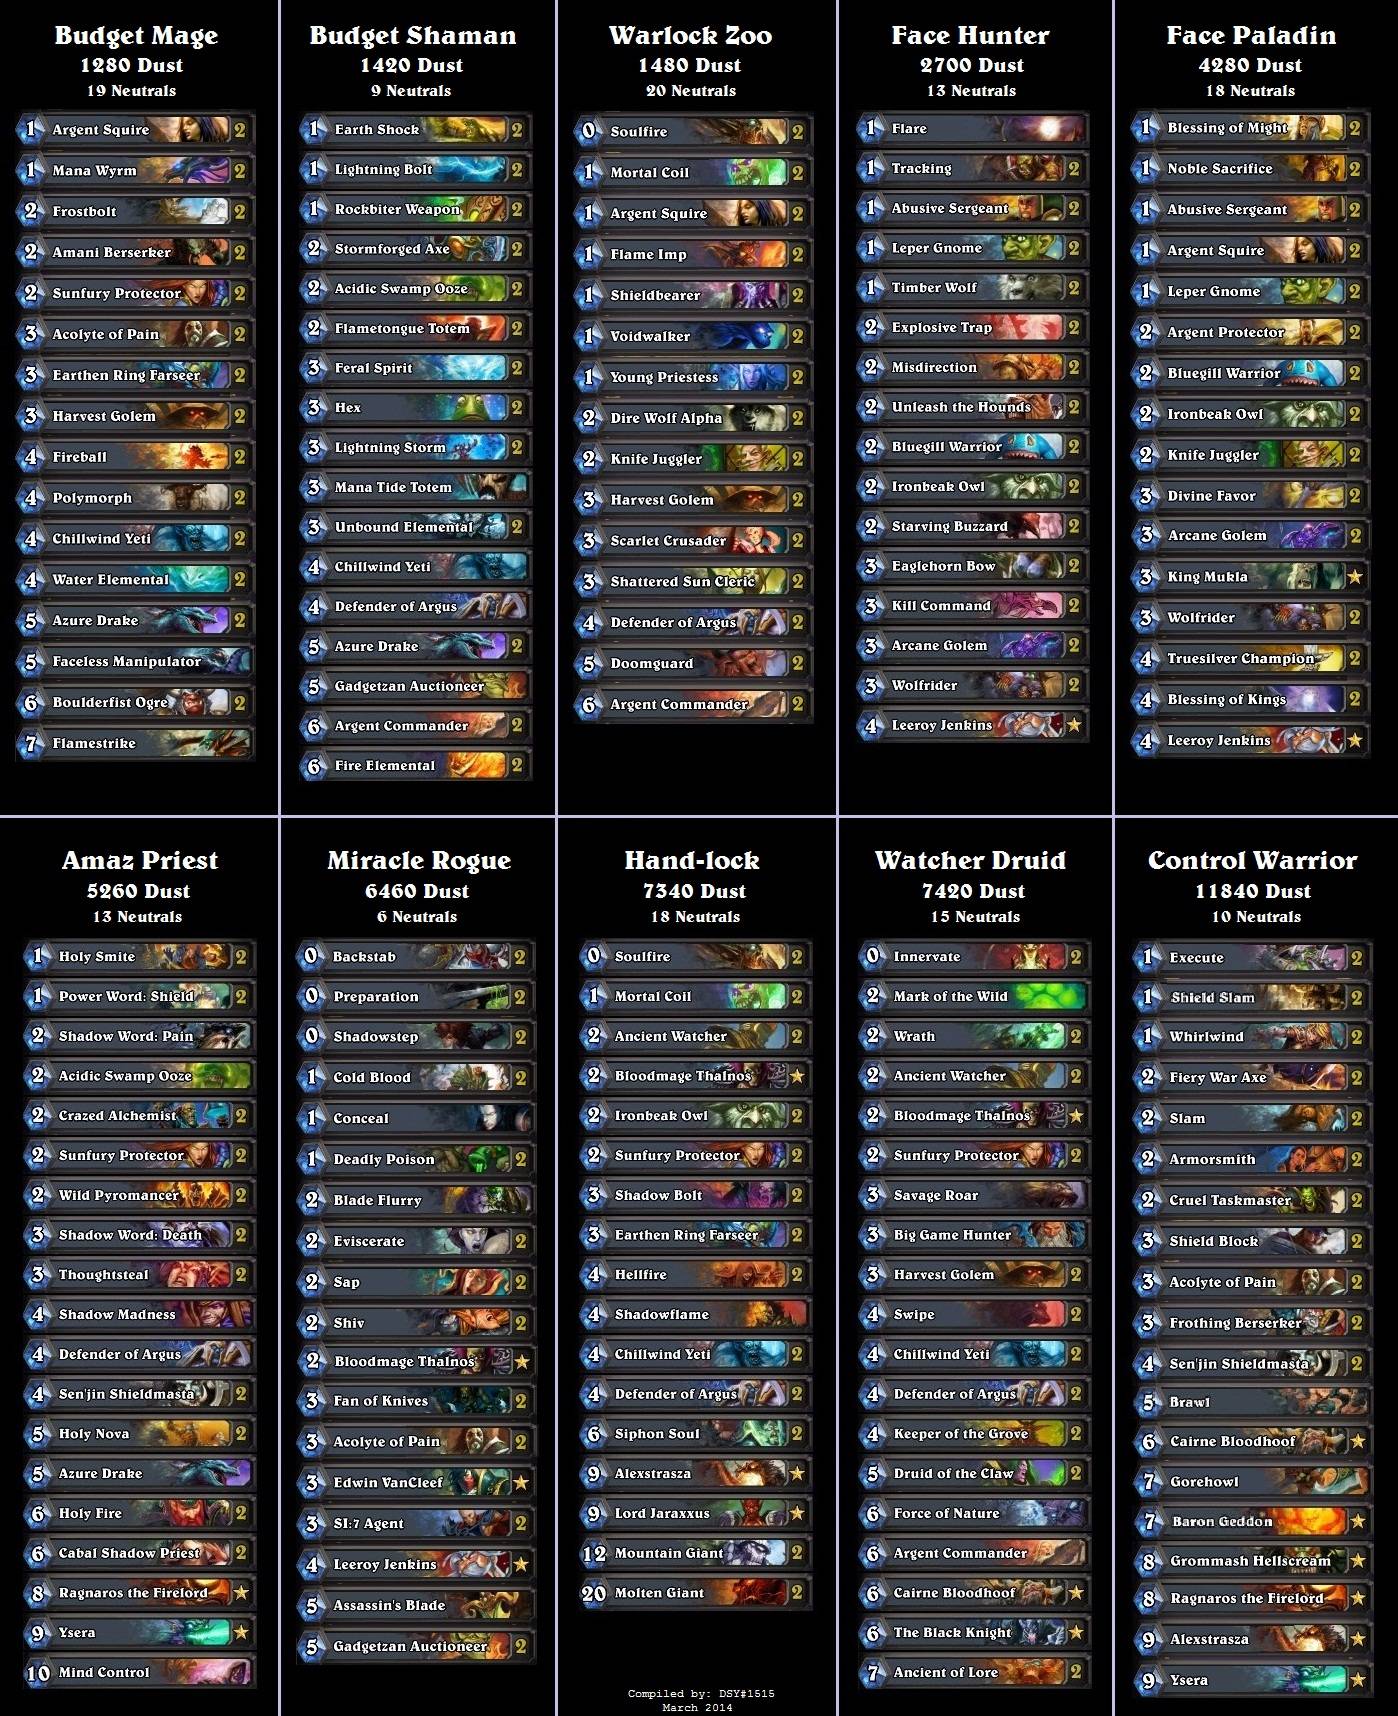 Budget Mage
1280 Dust
19 Neutrals
1 Argent Squire 2
1 Mana Wyrm 2
2 Frostbolt 2
2 Amani Berserker 2
2 Sunfury Protector 2
3 Acolyte of Pain 2
3 Earthen Ring Farseer 2
3 Harvest Golem 2
4 Fireball 2
4 Polymorph 2
4 Chillwind Yeti 2
4 Water Elemental 2
5 Azure Drake 2
5 Faceless Manipulator
6 Boulderfist Ogre 2
7 Flamestrike
Budget Shaman
1420 Dust
9 Neutrals
1 Earth Shock 2
1 Lightning Bolt 2
1 Rockbiter Weapon 2
2 Stormforged Axe 2
2 Acidic Swamp Ooze 2
2 Flametongue Totem 2
3 Feral Spirit 2
3 Hex 2
3 Lightning Storm 2
3 Mana Tide Totem
3 Unbound Elemental 2
4 Chillwind Yeti
4 Defender of Argus
5 Azure Drake 2
5 Gadgetzan Auctioneer
6 Argent Commander 2
6 Fire Elemental 2
Warlock Zoo
1480 Dust
20 Neutrals
0 Soulfire 2
1 Mortal Coil 2
1 Argent Squire 2
1 Flame Imp 2
1 Shieldbearer 2
1 Voidwalker 2
1 Young Priestess 2
2 Dire Wolf Alpha 2
2 Knife Juggler 2
3 Harvest Golem 2
3 Scarlet Crusader 2
3 Shattered Sun Cleric 2
4 Defender of Argus 2
5 Doomguard 2
6 Argent Commander 2
Face Hunter
2700 Dust
13 Neutrals
1 Flare
1 Tracking 2
1 Abusive Sergeant 2
1 Leper Gnome 2
1 Timber Wolf 2
2 Explosive Trap 2
2 Misdirection 2
2 Unleash the Hounds 2
2 Bluegill Warrior 2
2 Ironbeak Owl 2
2 Starving Buzzard 2
3 Eaglehorn Bow 2
3 Kill Command 2
3 Arcane Golem 2
3 Wolfrider 2
4 Leeroy Jenkins
Face Paladin
4280 Dust
18 Neutrals
1 Blessing of Might 2
1 Noble Sacrifice 2
1 Abusive Sergeant 2
1 Argent Squire 2
1 Leper Gnome 2
2 Argent Protector 2
2 Bluegill Warrior 2
2 Ironbeak Owl 2
2 Knife Juggler 2
3 Divine Favor 2
3 Arcane Golem 2
3 King Mukla
3 Wolfrider 2
4 Truesilver Champion 2
4 Blessing of Kings 2
4 Leeroy Jenkins
Amaz Priest
5260 Dust
13 Neutrals
1 Holy Smite 2
1 Power Word: Shield 2
2 Shadow Word: Pain
2 Acidic Swamp Ooze
2 Crazed Alchemist 2
2 Sunfury Protector 2
2 Wild Pyromancer 2
3 Shadow Word: Death
3 Thoughtsteal 2
4 Shadow Madness
4 Defender of Argus
4 Sen'jin Shieldmasta 2
5 Holy Nova 2
5 Azure Drake
6 Holy Fire
6 Cabal Shadow Priest 2
8 Ragnaros the Firelord
9 Ysera
10 Mind Control
Miracle Rogue
6460 Dust
6 Neutrals
0 Backstab 2
0 Preparation 2
0 Shadowstep 2
1 Cold Blood 2
1 Conceal
1 Deadly Poison 2
2 Blade Flurry
2 Eviscerate 2
2 Sap 2
2 Shiv 2
2 Bloodmage Thalnos
3 Fan of Knives 2
3 Acolyte of Pain 2
3 Edwin VanCleef
3 SI:7 Agent 2
4 Leeroy Jenkins
5 Assassin's Blade
5 Gadgetzan Auctioneer 2
Hand-lock
7340 Dust
18 Neutrals
0 Soulfire 2
1 Mortal Coil 2
2 Ancient Watcher 2
2 Bloodmage Thalnos
2 Ironbeak Owl 2
2 Sunfury Protector 2
3 Shadow Bolt 2
3 Earthen Ring Farseer 2
4 Hellfire 2
4 Shadowflame
4 Chillwind Yeti 2
4 Defender of Argus 2
6 Siphon Soul 2
9 Alexstrasza
9 Lord Jaraxxus
12 Mountain Giant 2
20 Molten Giant 2
Compiled by: DSY#1515
March 2014
Watcher Druid
7420 Dust
15 Neutrals
0 Innervate 2
2 Mark of the Wild
2 Wrath 2
2 Ancient Watcher 2
2 Bloodmage Thalnos
2 Sunfury Protector 2
3 Savage Roar
3 Big Game Hunter
3 Harvest Golem 2
4 Swipe 2
4 Chillwind Yeti 2
4 Defender of Argus 2
4 Keeper of the Grove 2
5 Druid of the Claw 2
6 Force of Nature
6 Argent Commander
6 Cairne Bloodhoof
6 The Black Knight
7 Ancient of Lore 2
Control Warrior
11840 Dust
10 Neutrals
1 Execute 2
1 Shield Slam 2
1 Whirlwind 2
2 Fiery War Axe 2
2 Slam 2
2 Armorsmith 2
2 Cruel Taskmaster 2
3 Shield Block 2
3 Acolyte of Pain 2
3 Frothing Berserker 2
4 Sen'jin Shieldmasta 2
5 Brawl
6 Cairne Bloodhoof
7 Gorehowl
7 Baron Geddon
8 Grommash Hellscream
8 Ragnaros the Firelord
9 Alexstrasza
9 Ysera